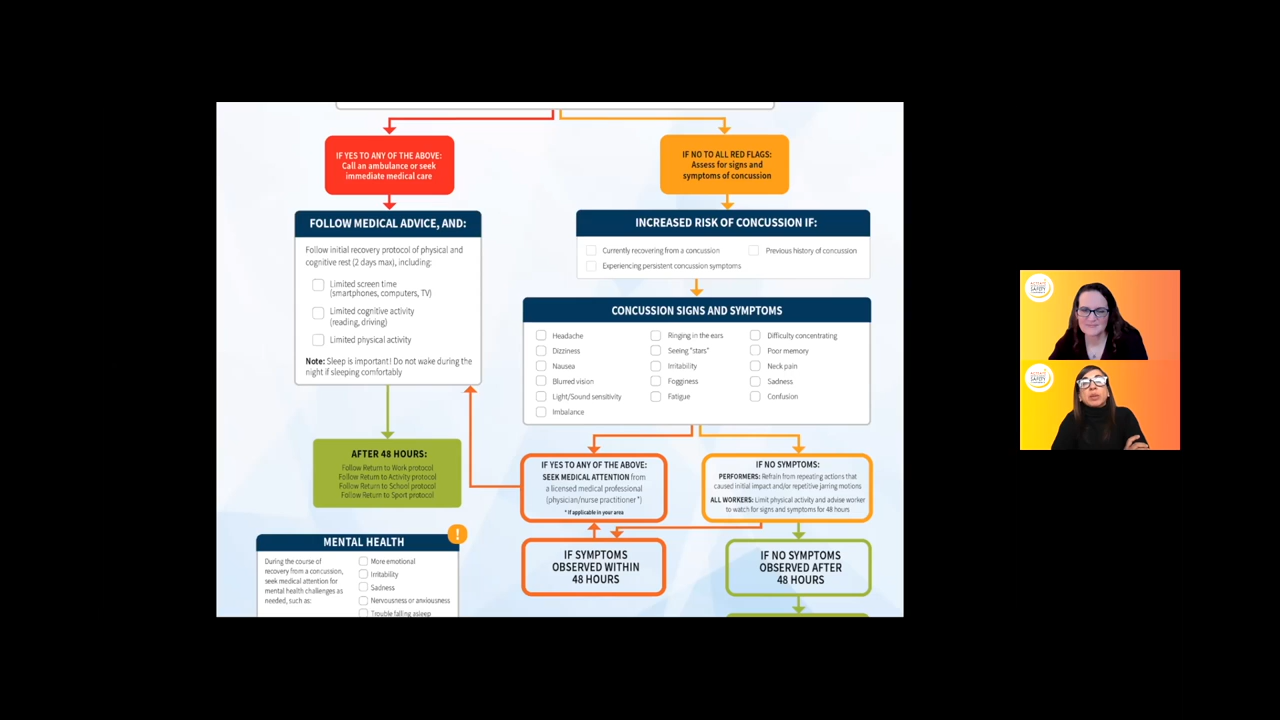 IF YES TO ANY OF THE ABOVE:
Call an ambulance or seek
immediate medical care
IF NO TO ALL RED FLAGS:
Assess for signs and
symptoms of concussion
FOLLOW MEDICAL ADVICE, AND:
Follow initial recovery protocol of physical and
cognitive rest (2 days max), including:
Limited screen time
(smartphones, computers, TV)
Limited cognitive activity
(reading, driving)
Limited physical activity
Note: Sleep is important! Do not wake during the
night if sleeping comfortably
INCREASED RISK OF CONCUSSION IF:
Currently recovering from a concussion
Previous history of concussion
Experiencing persistent concussion symptoms
CONCUSSION SIGNS AND SYMPTOMS
Headache
Dizziness
Nausea
Blurred vision
Light/Sound sensitivity
Imbalance
Ringing in the ears
Seeing "stars"
Irritability
Fogginess
Fatigue
Difficulty concentrating
Poor memory
Neck pain
Sadness
Confusion
AFTER 48 HOURS:
Follow Return to Work protocol
Follow Return to Activity protocol
Follow Return to School protocol
Follow Return to Sport protocol
IF YES TO ANY OF THE ABOVE:
SEEK MEDICAL ATTENTION from
a licensed medical professional
(physician/nurse practitioner*)
* If applicable in your area
IF NO SYMPTOMS:
PERFORMERS: Refrain from repeating actions that
caused initial impact and/or repetitive jarring motions
ALL WORKERS: Limit physical activity and advise worker
to watch for signs and symptoms for 48 hours
IF SYMPTOMS
OBSERVED WITHIN
48 HOURS
IF NO SYMPTOMS
OBSERVED AFTER
48 HOURS
MENTAL HEALTH
!
During the course of
recovery from a concussion,
seek medical attention for
mental health challenges as
needed, such as:
More emotional
Irritability
Sadness
Nervousness or anxiousness
Trouble falling asleep